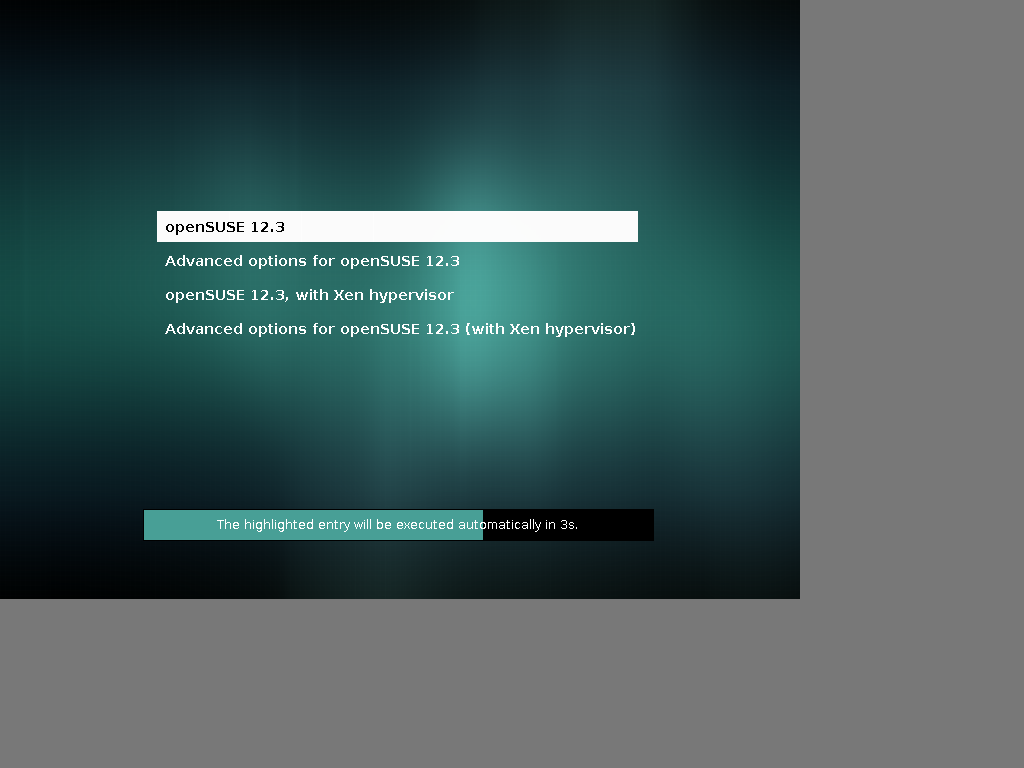 openSUSE 12.3
Advanced options for openSUSE 12.3
openSUSE 12.3, with Xen hypervisor
Advanced options for openSUSE 12.3 (with Xen hypervisor)
The highlighted entry will be executed automatically in 3s.